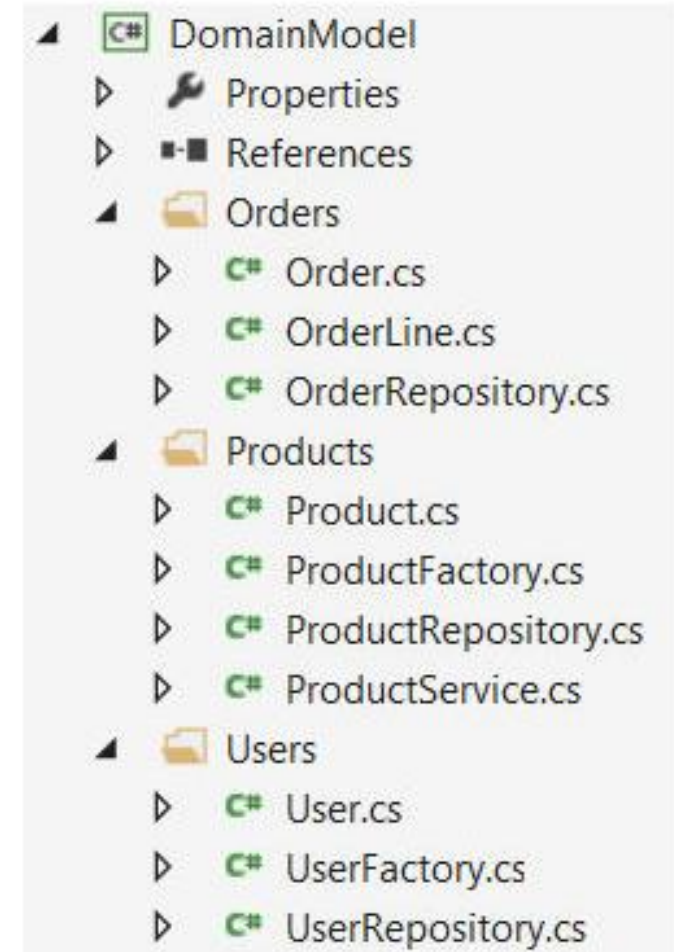 C# DomainModel
Properties
References
Orders
C# Order.cs
C# OrderLine.cs
C# OrderRepository.cs
Products
C# Product.cs
C# ProductFactory.cs
C# ProductRepository.cs
C# ProductService.cs
Users
C# User.cs
C# UserFactory.cs
C# UserRepository.cs